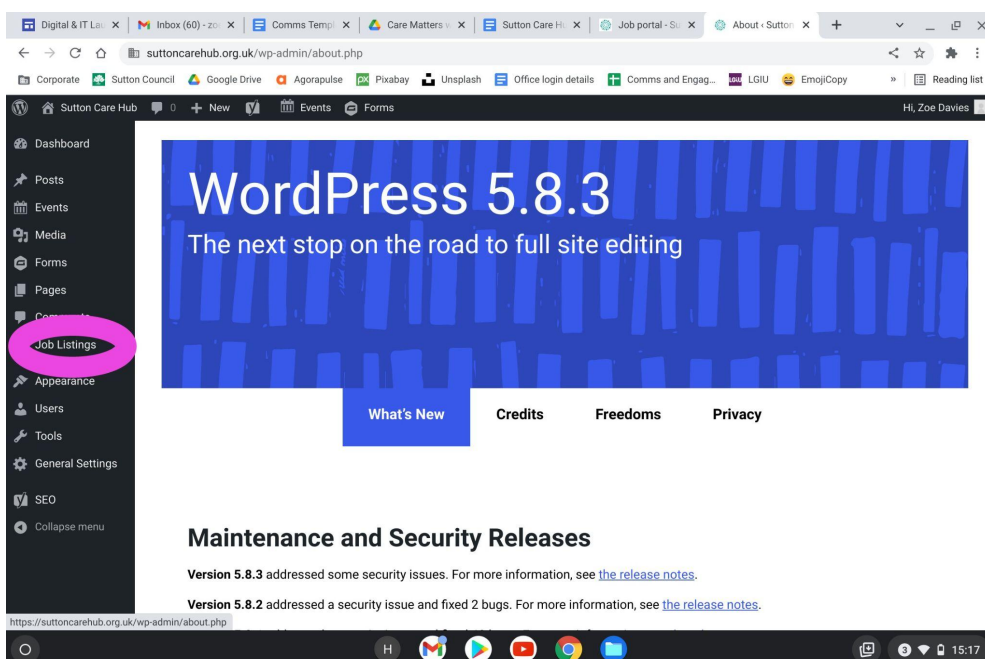 Digital & IT Lau
Inbox (60) - zo
Comms Templ
Care Matters
Sutton Care H
Job portal - Su
About ‹ Sutton
suttoncarehub.org.uk/wp-admin/about.php
Corporate
Sutton Council
Google Drive
Agorapulse
Pixabay
Unsplash
Office login details
Comms and Engag...
LGIU
EmojiCopy
»
Reading list
Sutton Care Hub
0
+ New
Events
Forms
Hi, Zoe Davies
Dashboard
Posts
Events
Media
Forms
Pages
Job Listings
Appearance
Users
Tools
General Settings
SEO
Collapse menu
WordPress 5.8.3
The next stop on the road to full site editing
What's New
Credits
Freedoms
Privacy
Maintenance and Security Releases
Version 5.8.3 addressed some security issues. For more information, see the release notes.
Version 5.8.2 addressed a security issue and fixed 2 bugs. For more information, see the release notes.
https://suttoncarehub.org.uk/wp-admin/about.php
H
3
15:17